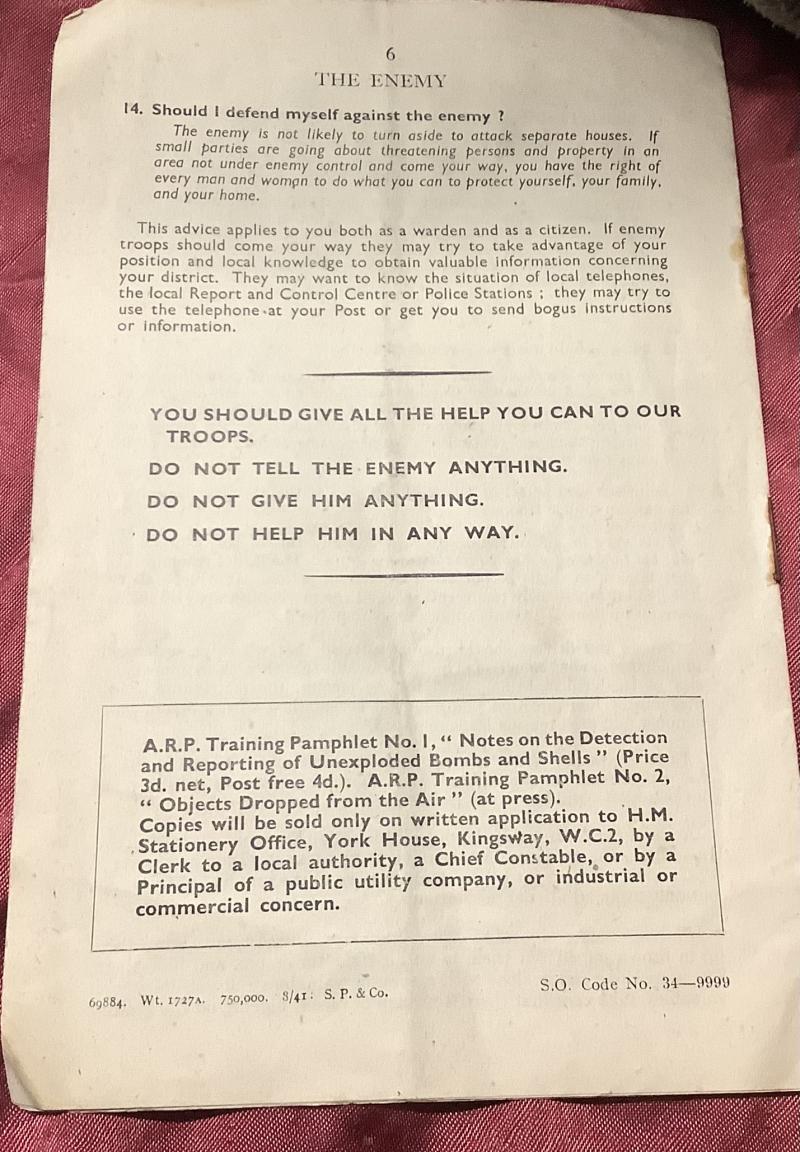 6
THE ENEMY
14. Should I defend myself against the enemy ?
The enemy is not likely to turn aside to attack separate houses. If
small parties are going about threatening persons and property in an
area not under enemy control and come your way, you have the right of
every man and woman to do what you can to protect yourself, your family,
and your home.
This advice applies to you both as a warden and as a citizen. If enemy
troops should come your way they may try to take advantage of your
position and local knowledge to obtain valuable information concerning
your district. They may want to know the situation of local telephones,
the local Report and Control Centre or Police Stations ; they may try to
use the telephone at your Post or get you to send bogus instructions
or information.
YOU SHOULD GIVE ALL THE HELP YOU CAN TO OUR
TROOPS.
DO NOT TELL THE ENEMY ANYTHING.
DO NOT GIVE HIM ANYTHING.
DO NOT HELP HIM IN ANY WAY.
A.R.P. Training Pamphlet No. 1, “ Notes on the Detection
and Reporting of Unexploded Bombs and Shells ” (Price
3d. net, Post free 4d.). A.R.P. Training Pamphlet No. 2,
“ Objects Dropped from the Air ” (at press).
Copies will be sold only on written application to H.M.
Stationery Office, York House, Kingsway, W.C.2, by a
Clerk to a local authority, a Chief Constable, or by a
Principal of a public utility company, or industrial or
commercial concern.
69884. Wt. 1727A. 750,000. 8/41: S. P. & Co.
S.O. Code No. 34—9999